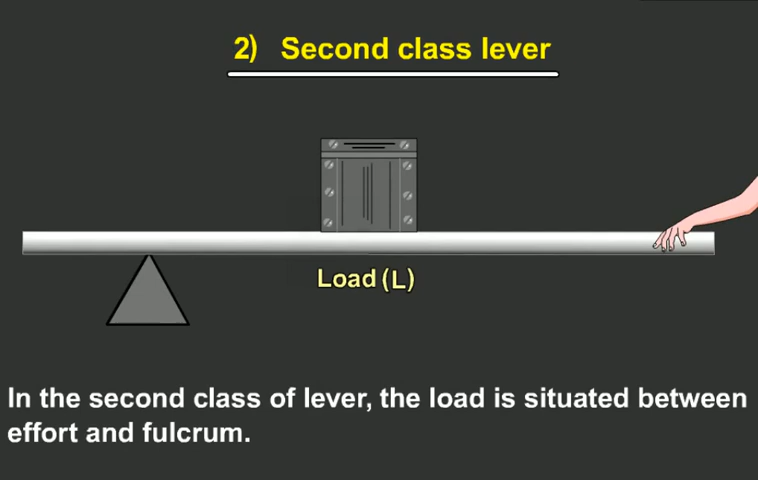 2) Second class lever
Load (L)
In the second class of lever, the load is situated between
effort and fulcrum.